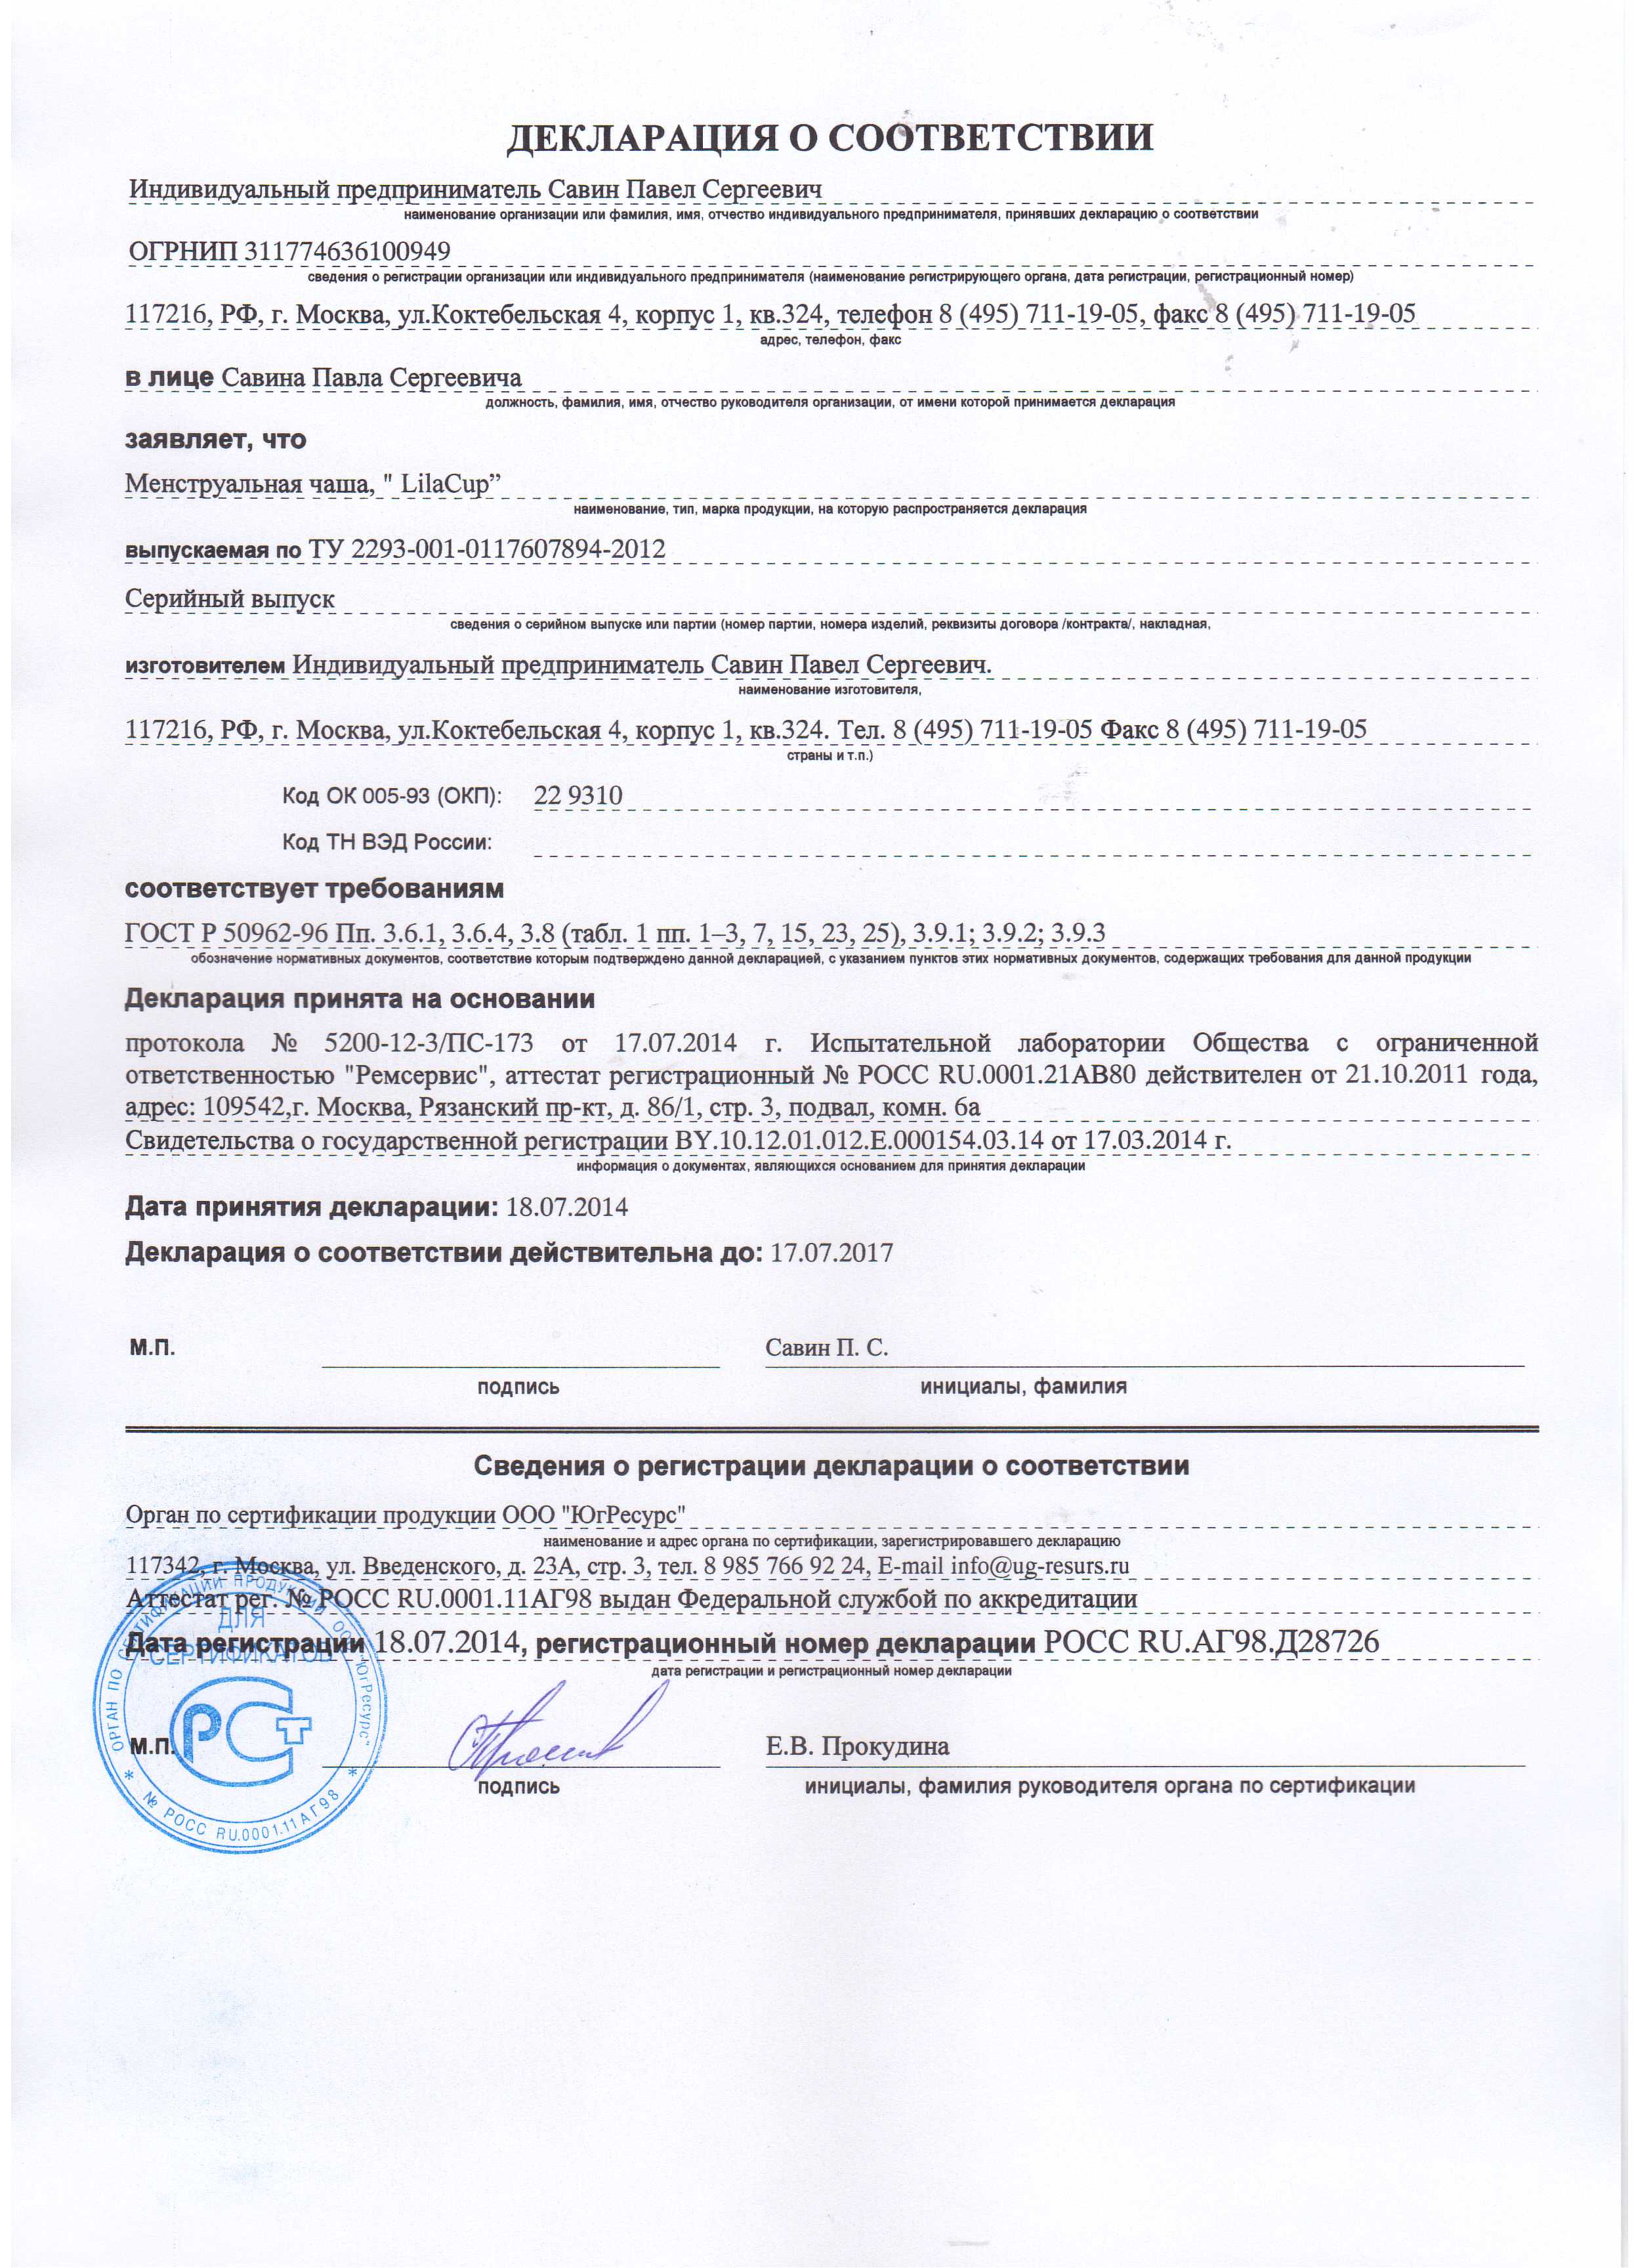 ДЕКЛАРАЦИЯ О СООТВЕТСТВИИ
Индивидуальный предприниматель Савин Павел Сергеевич
наименование организации или фамилия, имя, отчество индивидуального предпринимателя, принявших декларацию о соответствии
ОГРНИП 311774636100949
сведения о регистрации организации или индивидуального предпринимателя (наименование регистрирующего органа, дата регистрации, регистрационный номер)
117216, РФ, г. Москва, ул.Коктебельская 4, корпус 1, кв.324, телефон 8 (495) 711-19-05, факс 8 (495) 711-19-05
адрес, телефон, факс
в лице Савина Павла Сергеевича
должность, фамилия, имя, отчество руководителя организации, от имени которой принимается декларация
заявляет, что
Менструальная чаша, " LilaCup”
наименование, тип, марка продукции, на которую распространяется декларация
выпускаемая по ТУ 2293-001-0117607894-2012
Серийный выпуск
сведения о серийном выпуске или партии (номер партии, номера изделий, реквизиты договора /контракта/, накладная,
изготовителем Индивидуальный предприниматель Савин Павел Сергеевич.
наименование изготовителя,
117216, РФ, г. Москва, ул.Коктебельская 4, корпус 1, кв.324. Тел. 8 (495) 711-19-05 Факс 8 (495) 711-19-05
страны и т.п.)
Код ОК 005-93 (ОКП): 22 9310
Код ТН ВЭД России:
соответствует требованиям
ГОСТ Р 50962-96 Пп. 3.6.1, 3.6.4, 3.8 (табл. 1 пп. 1–3, 7, 15, 23, 25), 3.9.1; 3.9.2; 3.9.3
обозначение нормативных документов, соответствие которым подтверждено данной декларацией, с указанием пунктов этих нормативных документов, содержащих требования для данной продукции
Декларация принята на основании
протокола № 5200-12-3/ПС-173 от 17.07.2014 г. Испытательной лаборатории Общества с ограниченной
ответственностью "Ремсервис", аттестат регистрационный № РОСС RU.0001.21АВ80 действителен от 21.10.2011 года,
адрес: 109542,г. Москва, Рязанский пр-кт, д. 86/1, стр. 3, подвал, комн. 6а
Свидетельства о государственной регистрации BY.10.12.01.012.Е.000154.03.14 от 17.03.2014 г.
информация о документах, являющихся основанием для принятия декларации
Дата принятия декларации: 18.07.2014
Декларация о соответствии действительна до: 17.07.2017
М.П. Савин П. С.
подпись инициалы, фамилия
Сведения о регистрации декларации о соответствии
Орган по сертификации продукции ООО "ЮгРесурс"
наименование и адрес органа по сертификации, зарегистрировавшего декларацию
117342, г. Москва, ул. Введенского, д. 23А, стр. 3, тел. 8 985 766 92 24, E-mail info@ug-resurs.ru
Аттестат рег. № РОСС RU.0001.11АГ98 выдан Федеральной службой по аккредитации
Дата регистрации 18.07.2014, регистрационный номер декларации РОСС RU.АГ98.Д28726
дата регистрации и регистрационный номер декларации
М.П. Е.В. Прокудина
подпись инициалы, фамилия руководителя органа по сертификации
ОРГАН ПО СЕРТИФИКАЦИИ ПРОДУКЦИИ ООО "ЮгРесурс"
ДЛЯ
СЕРТИФИКАТОВ
РСТ
* № РОСС RU.0001.11АГ98 *